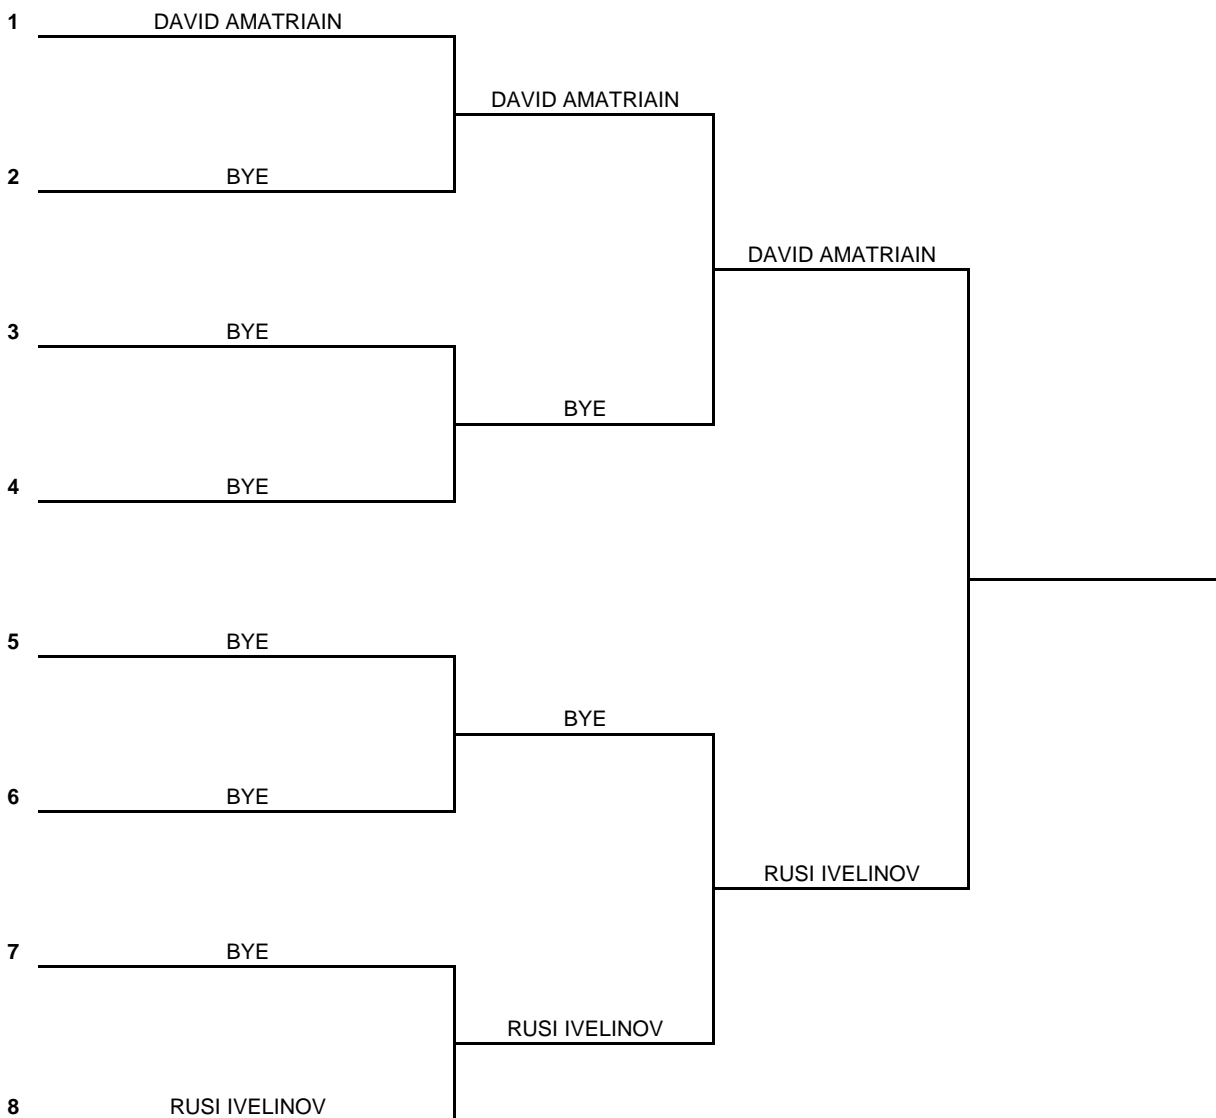 1 DAVID AMATRIAIN
DAVID AMATRIAIN
2 BYE
DAVID AMATRIAIN
3 BYE
BYE
4 BYE
5 BYE
BYE
6 BYE
RUSI IVELINOV
7 BYE
RUSI IVELINOV
8 RUSI IVELINOV